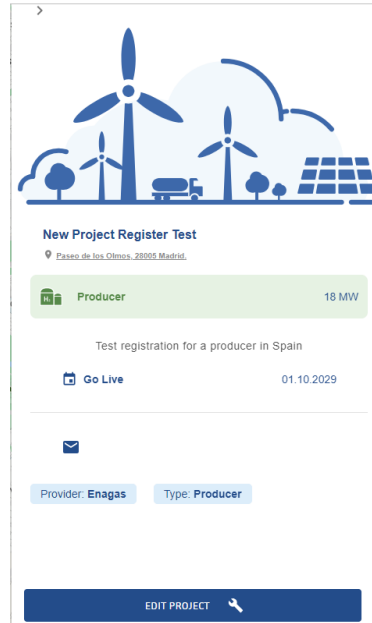 New Project Register Test
Paseo de los Olmos, 28005 Madrid.
H₂
Producer 18 MW
Test registration for a producer in Spain
Go Live 01.10.2029
Provider: Enagas Type: Producer
EDIT PROJECT